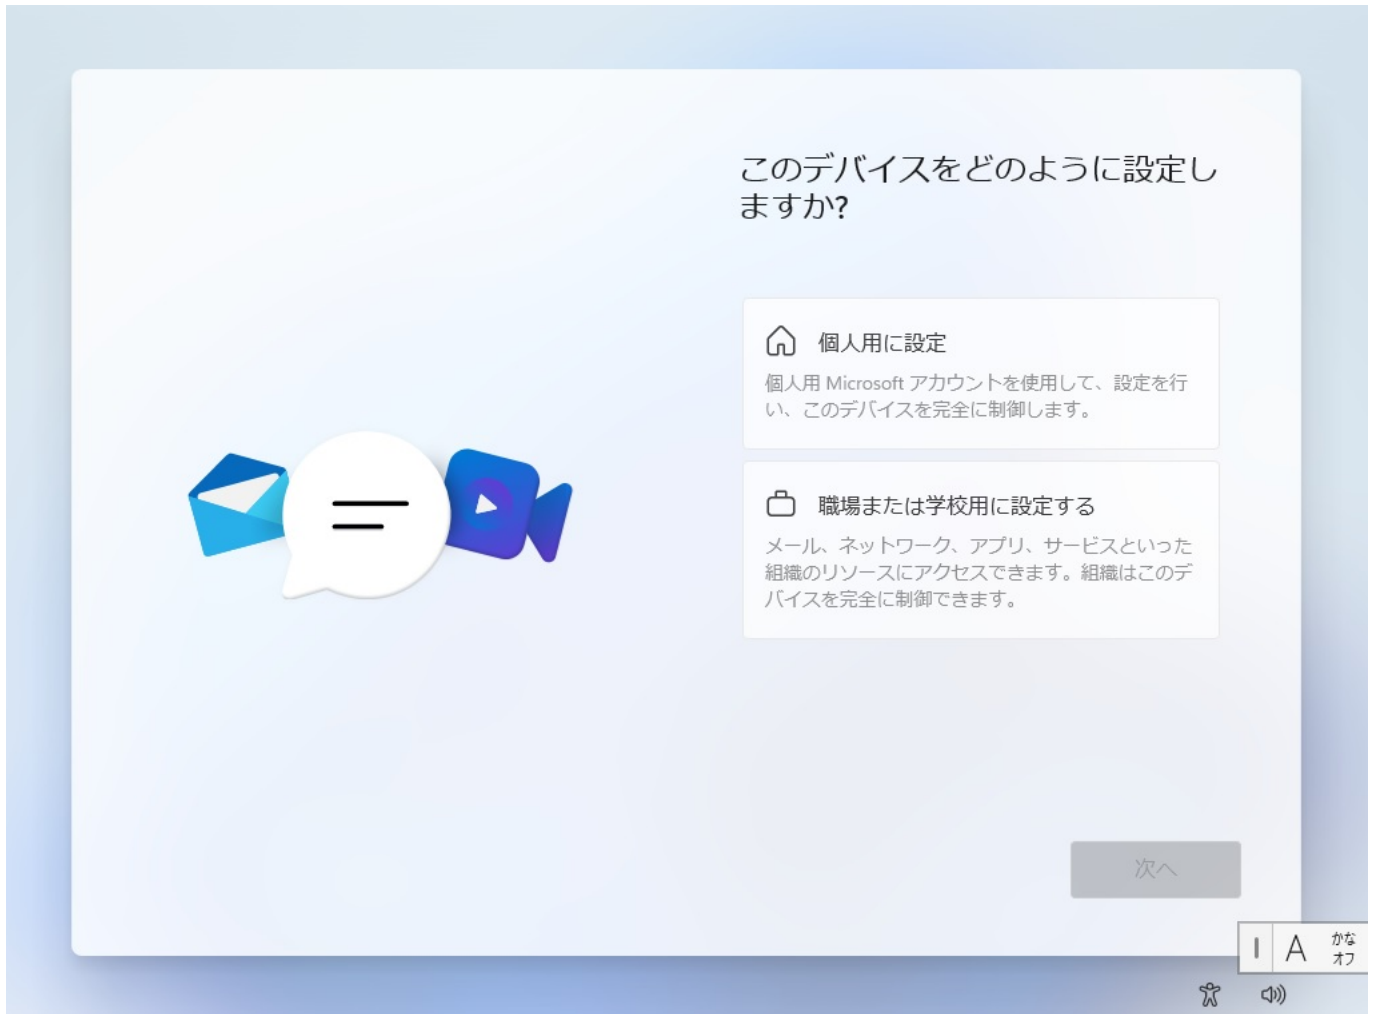 このデバイスをどのように設定し
ますか?
個人用に設定
個人用 Microsoft アカウントを使用して、設定を行
い、このデバイスを完全に制御します。
職場または学校用に設定する
メール、ネットワーク、アプリ、サービスといった
組織のリソースにアクセスできます。組織はこのデ
バイスを完全に制御できます。
次へ
A
かな
オフ